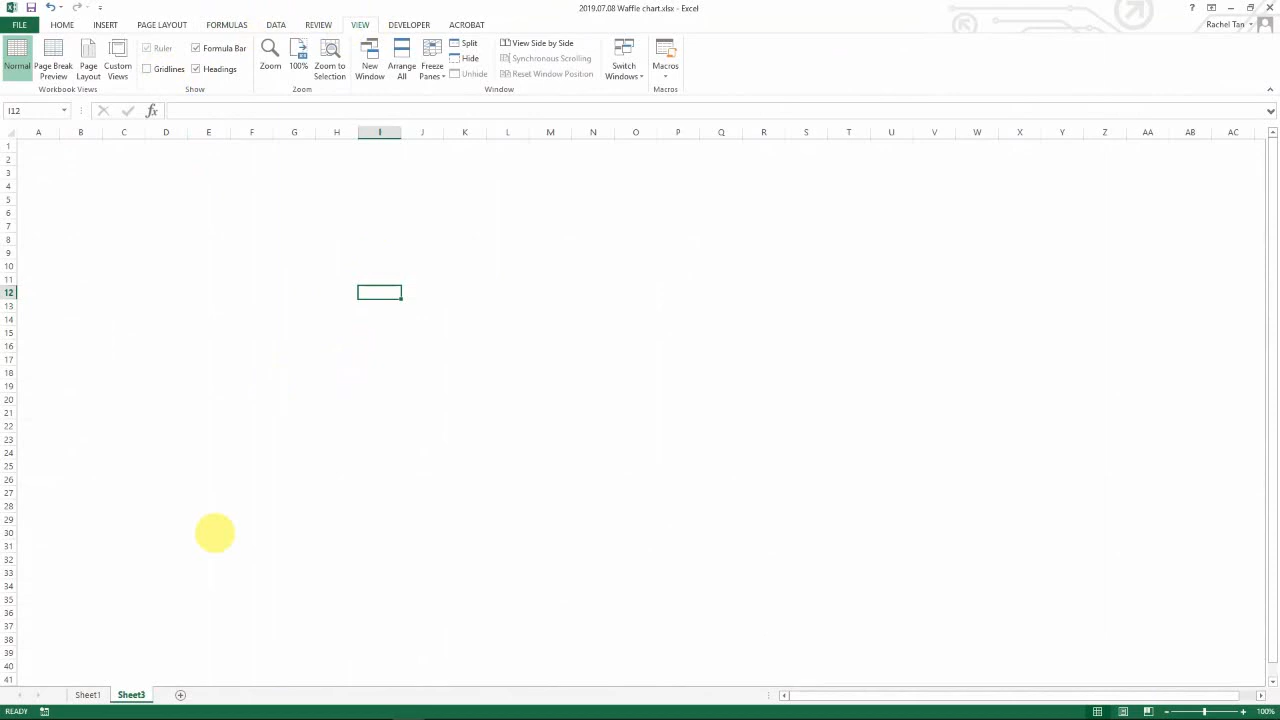 2019.07.08 Waffle chart.xlsx - Excel
FILE HOME INSERT PAGE LAYOUT FORMULAS DATA REVIEW VIEW DEVELOPER ACROBAT Rachel Tan
Normal Page Break Preview Page Layout Custom Views
Workbook Views
Ruler Formula Bar
Gridlines Headings
Show
Zoom 100% Zoom to Selection
Zoom
New Window Arrange All Freeze Panes
Split
Hide
Unhide
View Side by Side
Synchronous Scrolling
Reset Window Position
Window
Switch Windows
Macros
Macros
I12 fx
A B C D E F G H I J K L M N O P Q R S T U V W X Y Z AA AB AC
1
2
3
4
5
6
7
8
9
10
11
12
13
14
15
16
17
18
19
20
21
22
23
24
25
26
27
28
29
30
31
32
33
34
35
36
37
38
39
40
41
Sheet1 Sheet3
READY 100%